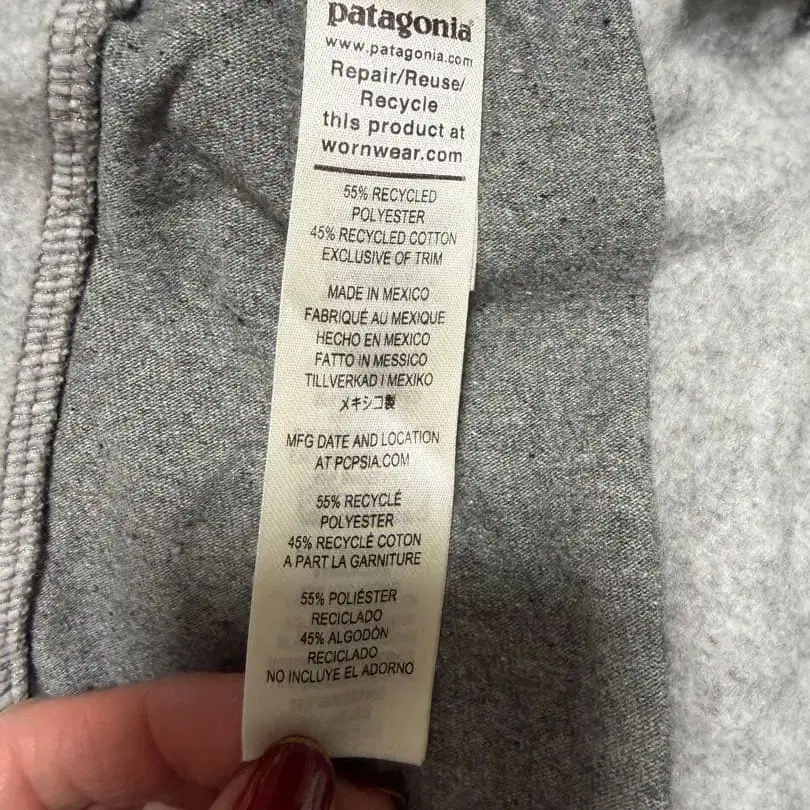 patagonia
www.patagonia.com
Repair/Reuse/
Recycle
this product at
wornwear.com
55% RECYCLED
POLYESTER
45% RECYCLED COTTON
EXCLUSIVE OF TRIM
MADE IN MEXICO
FABRIQUÉ AU MEXIQUE
HECHO EN MEXICO
FATTO IN MESSICO
TILLVERKAD I MEXIKO
メキシコ製
MFG DATE AND LOCATION
AT PCPSIA.COM
55% RECYCLÉ
POLYESTER
45% RECYCLÉ COTON
A PART LA GARNITURE
55% POLIÉSTER
RECICLADO
45% ALGODÓN
RECICLADO
NO INCLUYE EL ADORNO